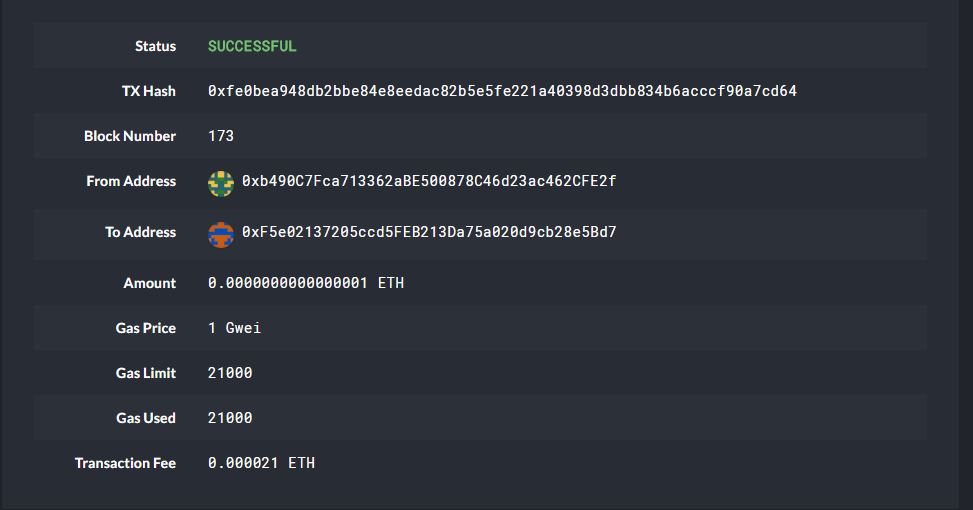 Status SUCCESSFUL
TX Hash 0xfe0bea948db2bbe84e8eedac82b5e5fe221a40398d3dbb834b6acccf90a7cd64
Block Number 173
From Address 0xb490C7Fca713362aBE500878C46d23ac462CFE2f
To Address 0xF5e02137205ccd5FEB213Da75a020d9cb28e5Bd7
Amount 0.0000000000000001 ETH
Gas Price 1 Gwei
Gas Limit 21000
Gas Used 21000
Transaction Fee 0.000021 ETH